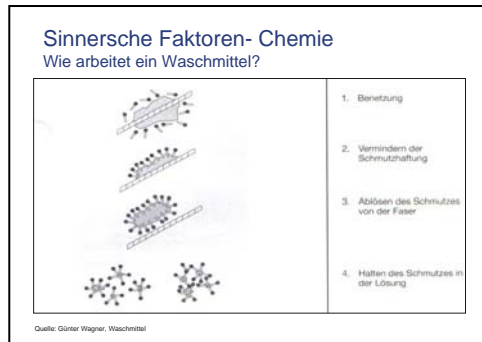 Sinnersche Faktoren- Chemie
Wie arbeitet ein Waschmittel?
1. Benetzung
2. Vermindern der
Schmutzhaftung
3. Ablösen des Schmutzes
von der Faser
4. Halten des Schmutzes in
der Lösung
Quelle: Günter Wagner, Waschmittel